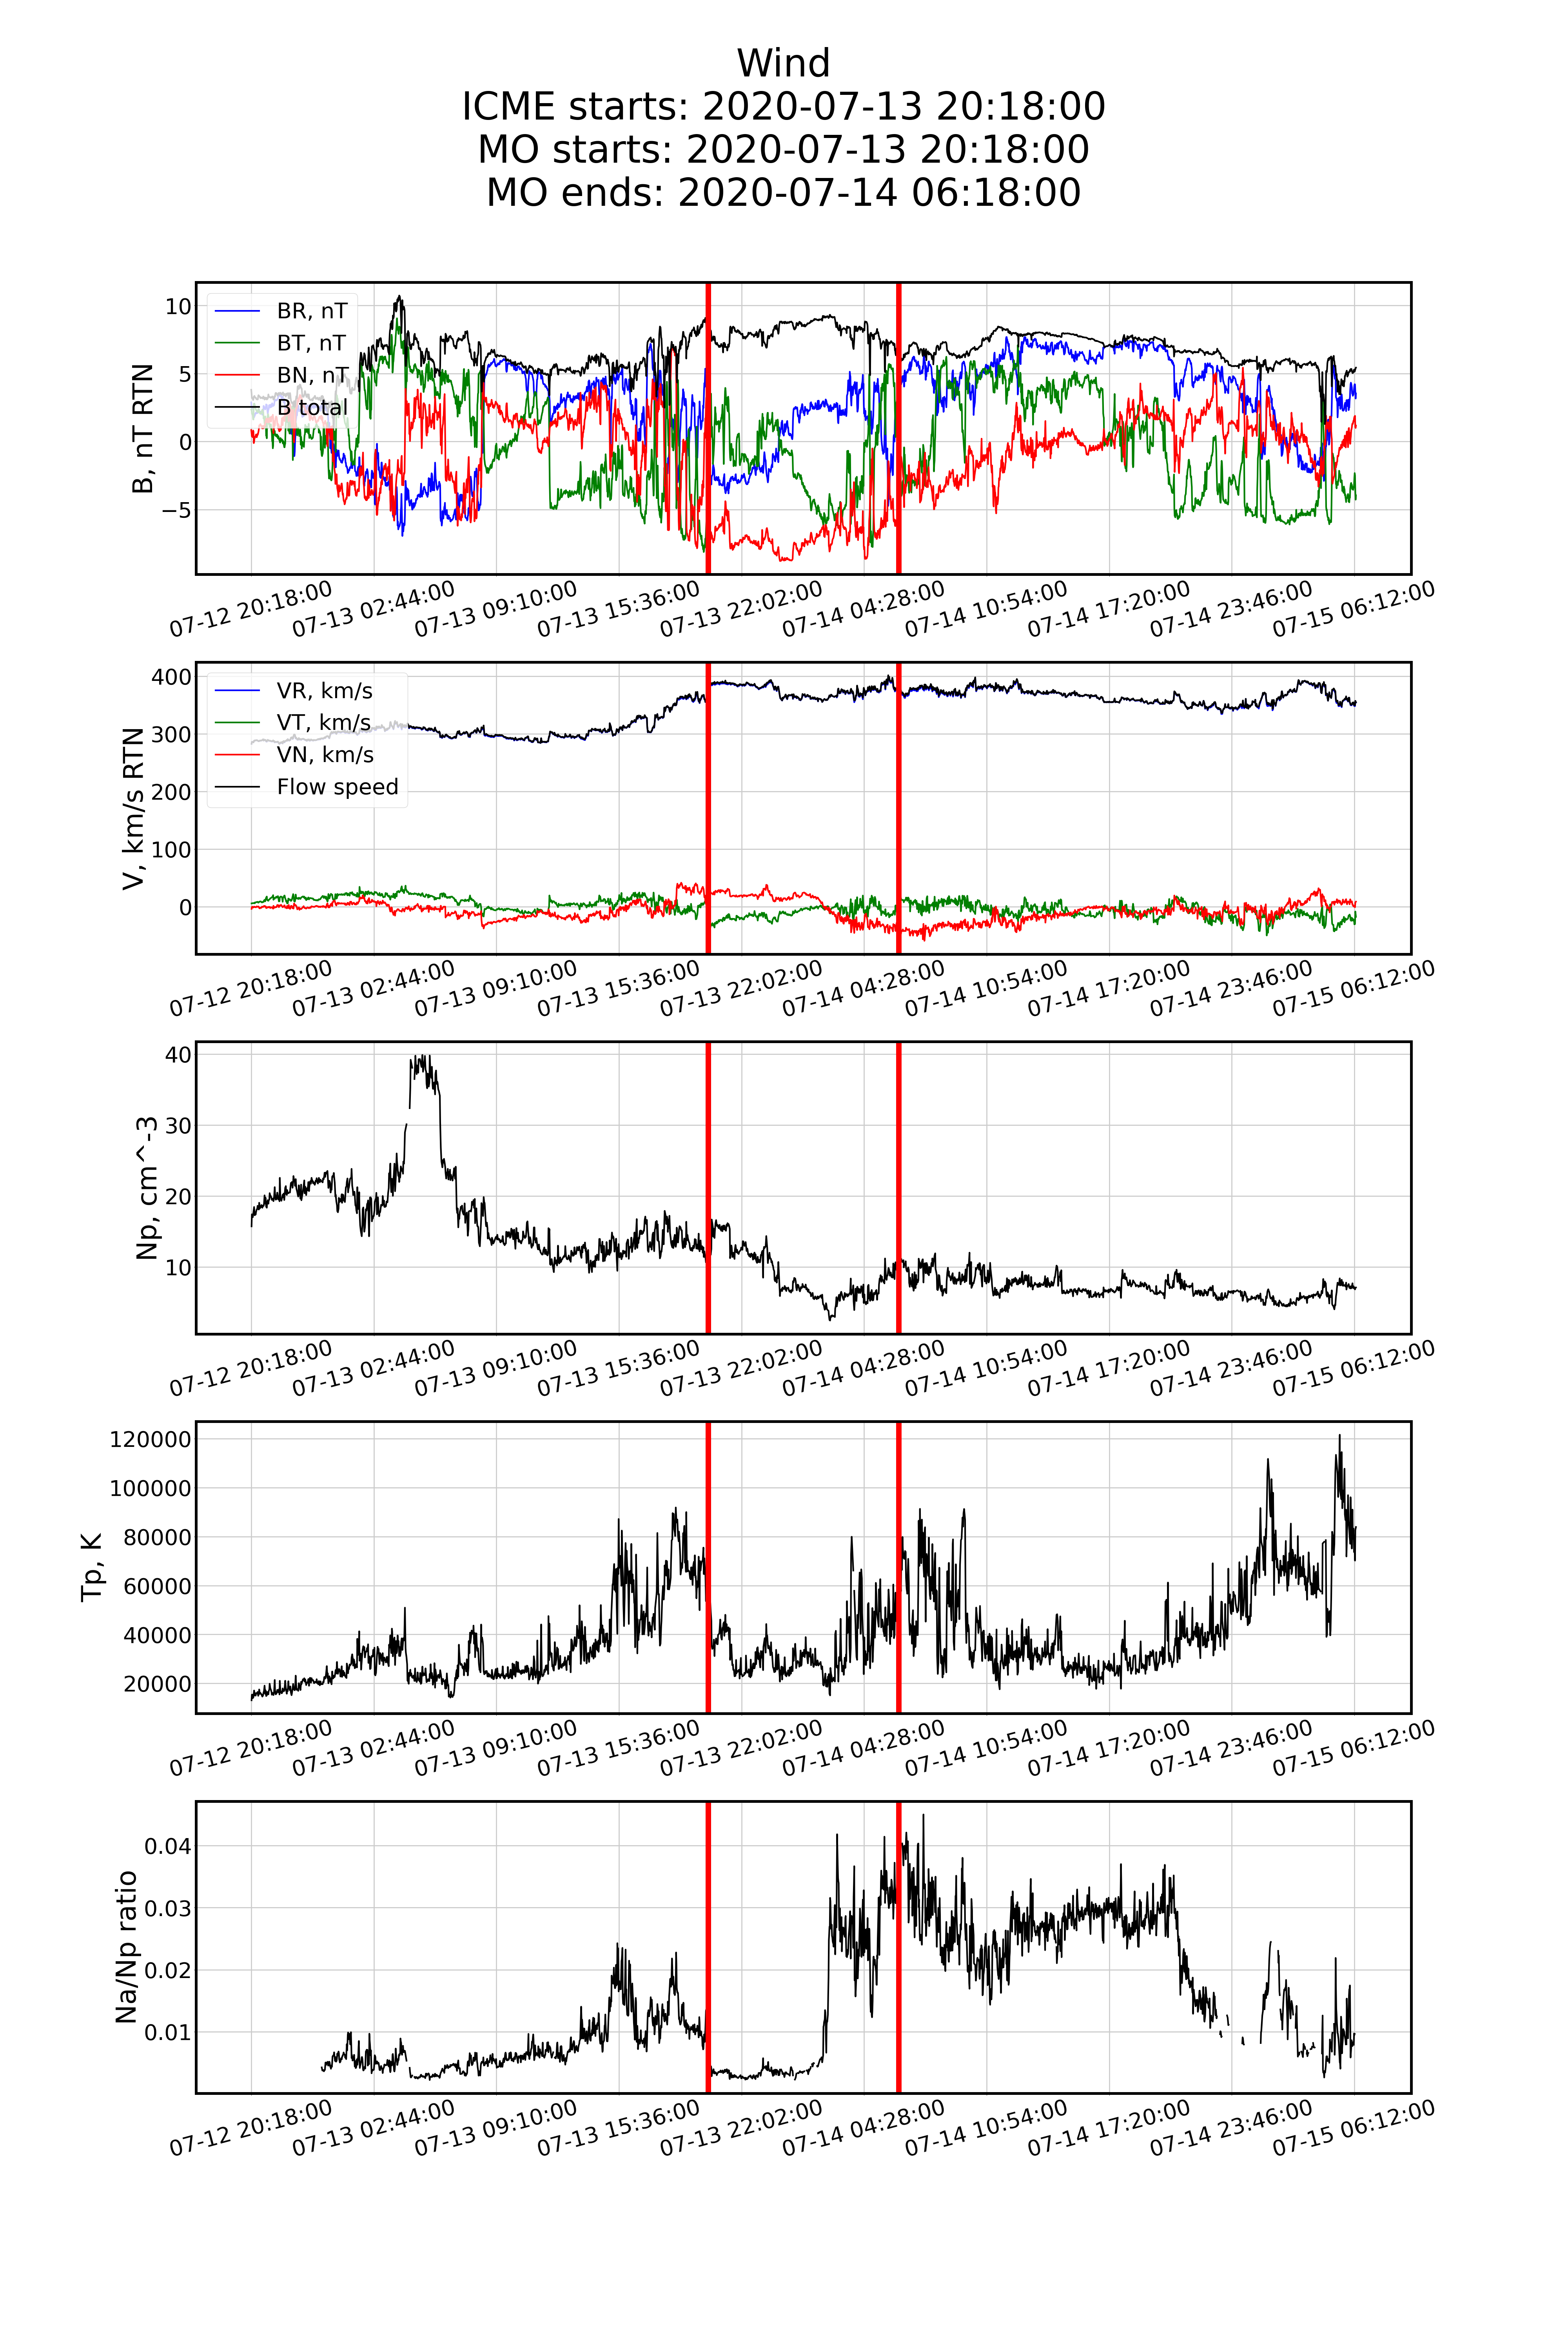 Wind
ICME starts: 2020-07-13 20:18:00
MO starts: 2020-07-13 20:18:00
MO ends: 2020-07-14 06:18:00
B, nT RTN
10
5
0
−5
BR, nT
BT, nT
BN, nT
B total
07-12 20:18:00 07-13 02:44:00 07-13 09:10:00 07-13 15:36:00 07-13 22:02:00 07-14 04:28:00 07-14 10:54:00 07-14 17:20:00 07-14 23:46:00 07-15 06:12:00
V, km/s RTN
400
300
200
100
0
VR, km/s
VT, km/s
VN, km/s
Flow speed
07-12 20:18:00 07-13 02:44:00 07-13 09:10:00 07-13 15:36:00 07-13 22:02:00 07-14 04:28:00 07-14 10:54:00 07-14 17:20:00 07-14 23:46:00 07-15 06:12:00
Np, cm^-3
40
30
20
10
07-12 20:18:00 07-13 02:44:00 07-13 09:10:00 07-13 15:36:00 07-13 22:02:00 07-14 04:28:00 07-14 10:54:00 07-14 17:20:00 07-14 23:46:00 07-15 06:12:00
Tp, K
120000
100000
80000
60000
40000
20000
07-12 20:18:00 07-13 02:44:00 07-13 09:10:00 07-13 15:36:00 07-13 22:02:00 07-14 04:28:00 07-14 10:54:00 07-14 17:20:00 07-14 23:46:00 07-15 06:12:00
Na/Np ratio
0.04
0.03
0.02
0.01
07-12 20:18:00 07-13 02:44:00 07-13 09:10:00 07-13 15:36:00 07-13 22:02:00 07-14 04:28:00 07-14 10:54:00 07-14 17:20:00 07-14 23:46:00 07-15 06:12:00